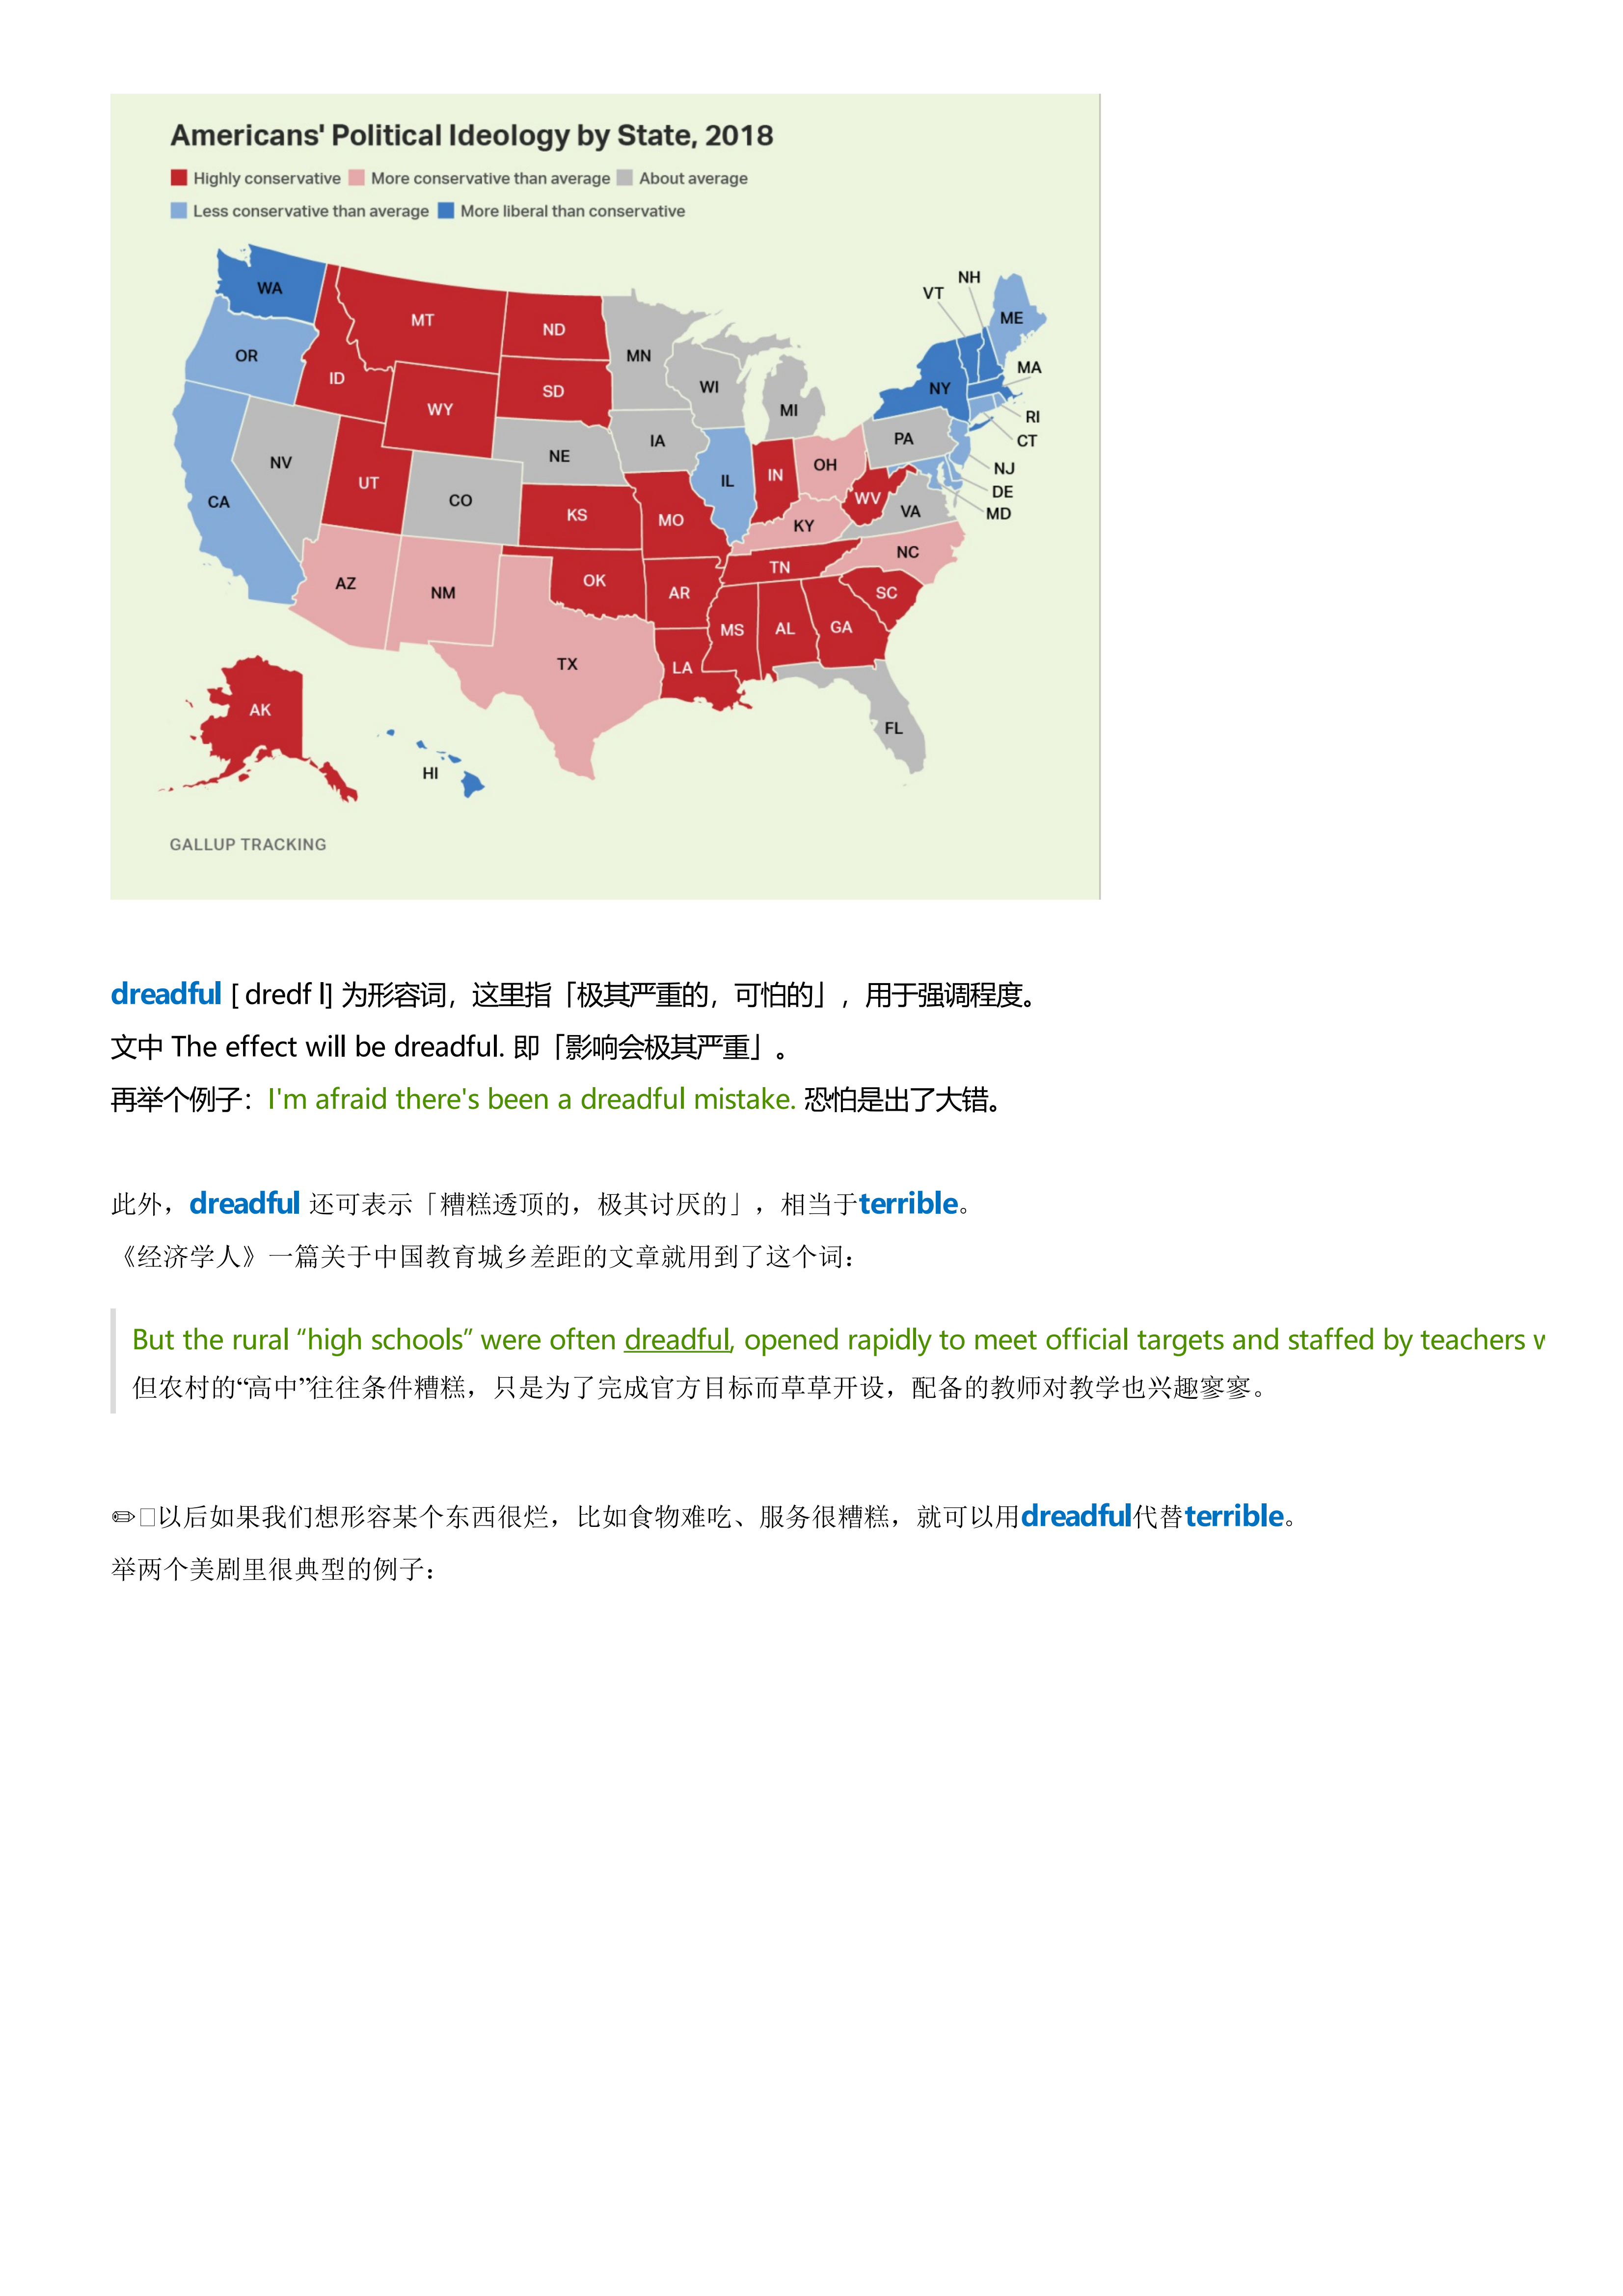 Americans' Political Ideology by State, 2018
Highly conservative More conservative than average About average
Less conservative than average More liberal than conservative
NH
VT
WA
ME
MT
ND
OR
MN
MA
ID
SD
WI
NY
WY
MI
RI
IA
PA
CT
NE
NV
OH
NJ
UT
IL
IN
DE
CA
CO
WV
MD
KS
MO
KY
VA
NC
TN
AZ
NM
OK
AR
SC
MS
AL
GA
TX
LA
AK
FL
HI
GALLUP TRACKING
dreadful [ dredf l] 为形容词，这里指「极其严重的，可怕的」，用于强调程度。
文中 The effect will be dreadful. 即「影响会极其严重」。
再举个例子：I'm afraid there's been a dreadful mistake. 恐怕是出了大错。
此外，dreadful 还可表示「糟糕透顶的，极其讨厌的」，相当于terrible。
《经济学人》一篇关于中国教育城乡差距的文章就用到了这个词：
But the rural “high schools” were often dreadful, opened rapidly to meet official targets and staffed by teachers
但农村的“高中”往往条件糟糕，只是为了完成官方目标而草草开设，配备的教师对教学也兴趣寥寥。
✏□以后如果我们想形容某个东西很烂，比如食物难吃、服务很糟糕，就可以用dreadful代替terrible。
举两个美剧里很典型的例子：